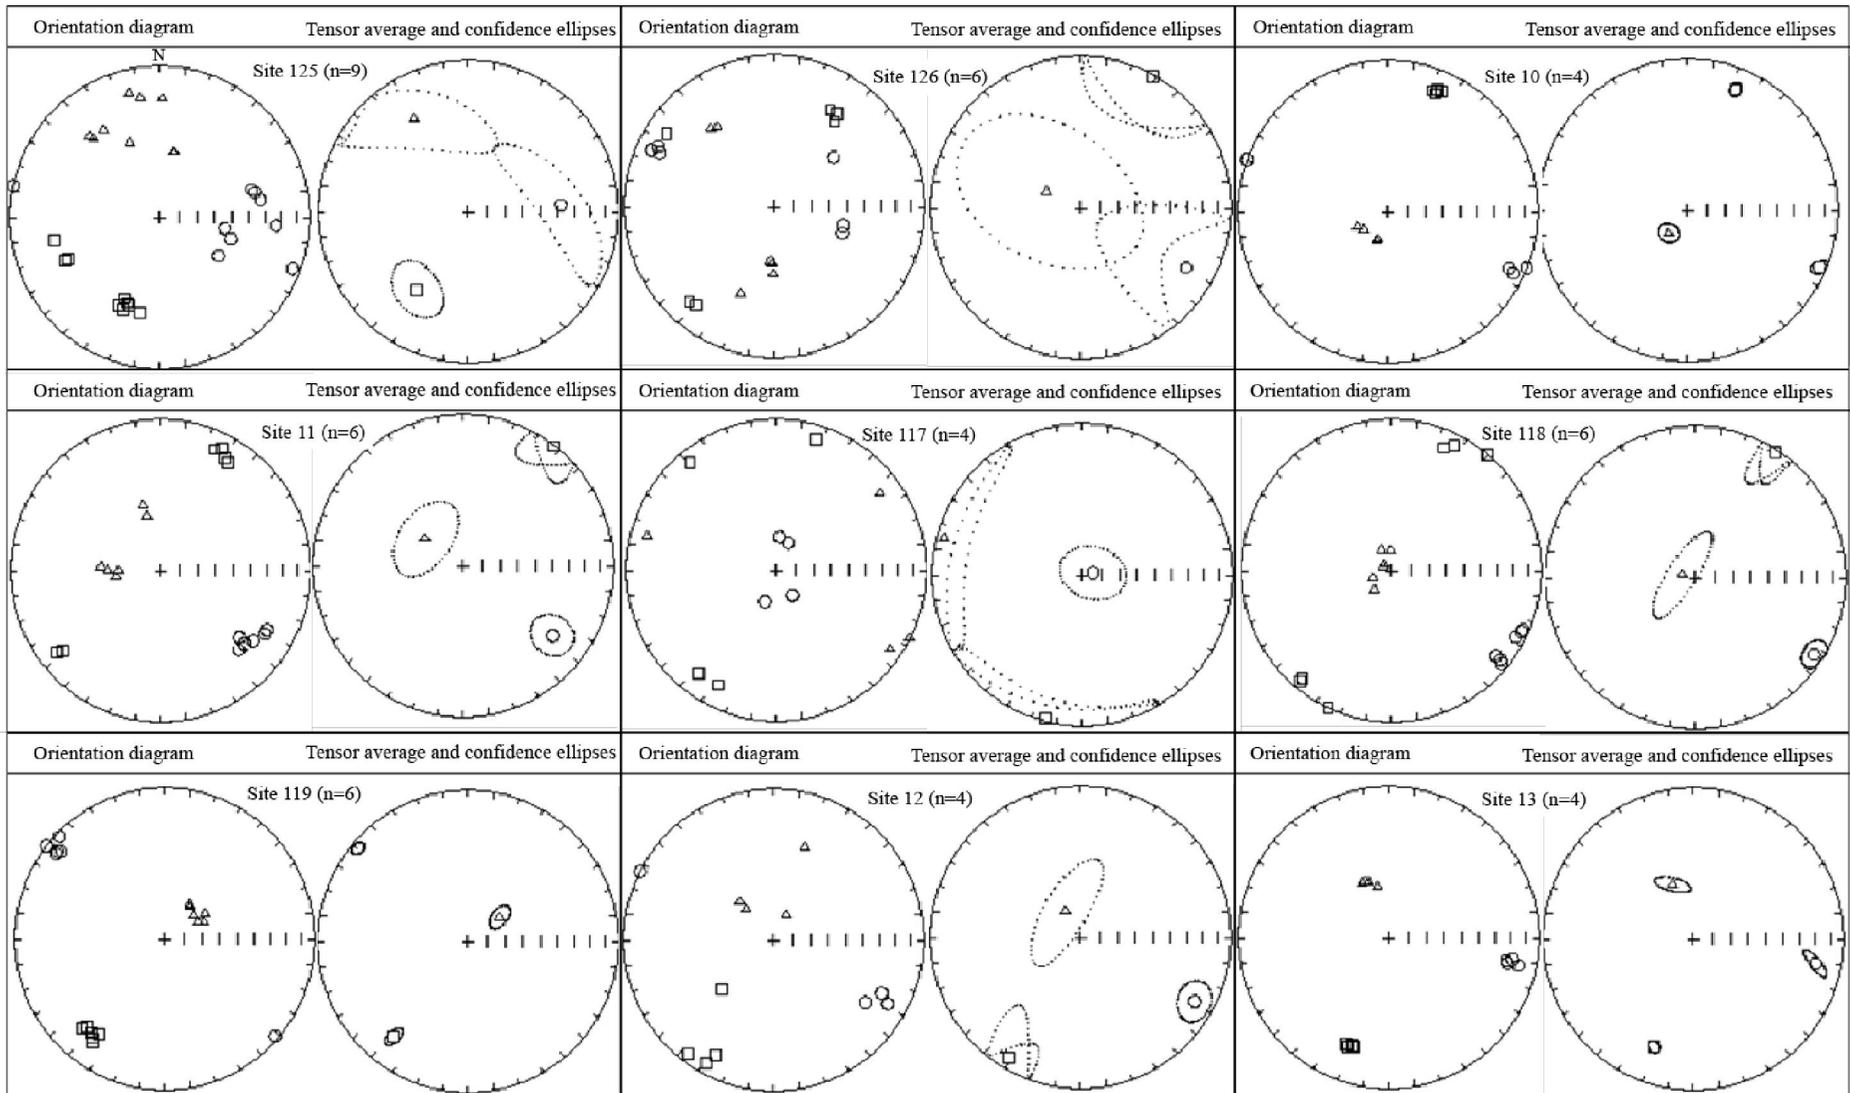 Orientation diagram Tensor average and confidence ellipses Orientation diagram Tensor average and confidence ellipses Orientation diagram Tensor average and confidence ellipses
N
Site 125 (n=9) Site 126 (n=6) Site 10 (n=4)
Orientation diagram Tensor average and confidence ellipses Orientation diagram Tensor average and confidence ellipses Orientation diagram Tensor average and confidence ellipses
Site 11 (n=6) Site 117 (n=4) Site 118 (n=6)
Orientation diagram Tensor average and confidence ellipses Orientation diagram Tensor average and confidence ellipses Orientation diagram Tensor average and confidence ellipses
Site 119 (n=6) Site 12 (n=4) Site 13 (n=4)